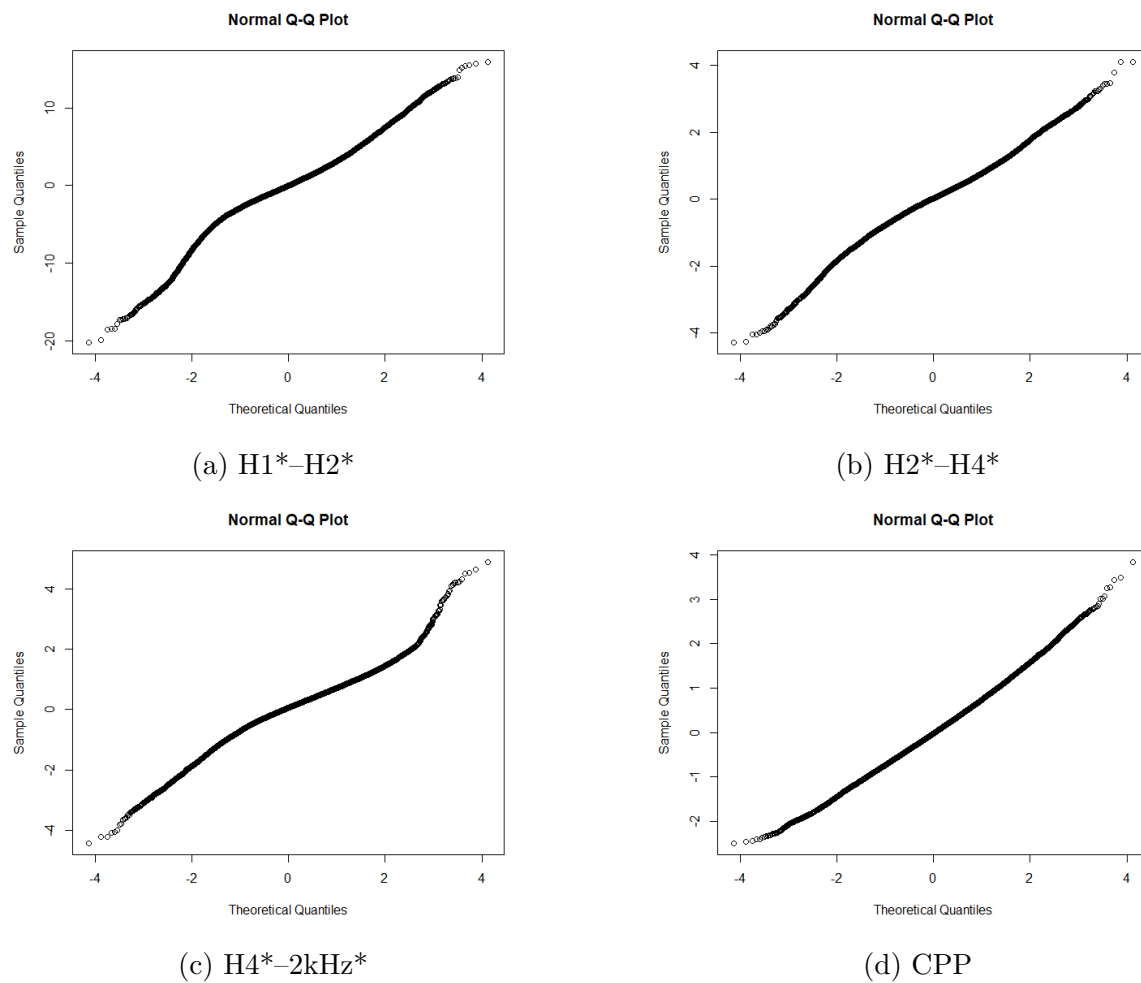 Normal Q-Q Plot
Sample Quantiles
10
0
-10
-20
-4
-2
0
2
4
Theoretical Quantiles
(a) H1*–H2*
Normal Q-Q Plot
Sample Quantiles
4
2
0
-2
-4
-4
-2
0
2
4
Theoretical Quantiles
(b) H2*–H4*
Normal Q-Q Plot
Sample Quantiles
4
2
0
-2
-4
-4
-2
0
2
4
Theoretical Quantiles
(c) H4*–2kHz*
Normal Q-Q Plot
Sample Quantiles
4
3
2
1
0
-1
-2
-4
-2
0
2
4
Theoretical Quantiles
(d) CPP